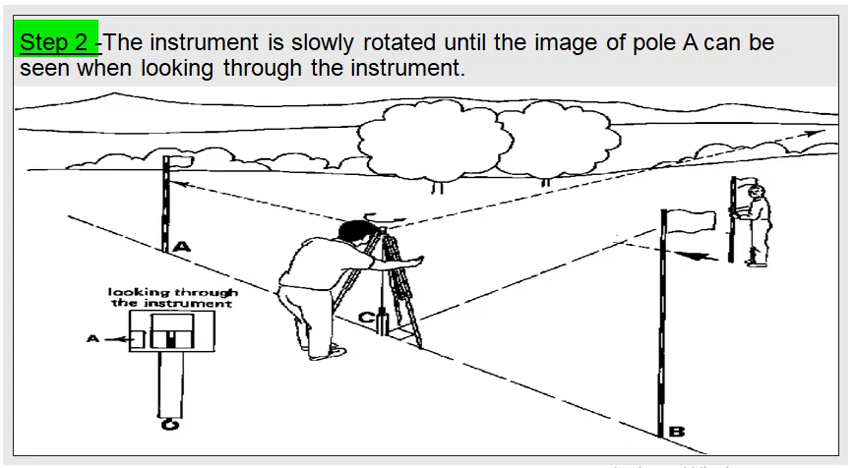 Step 2 -The instrument is slowly rotated until the image of pole A can be
seen when looking through the instrument.
A
looking through
the instrument
A
C
B